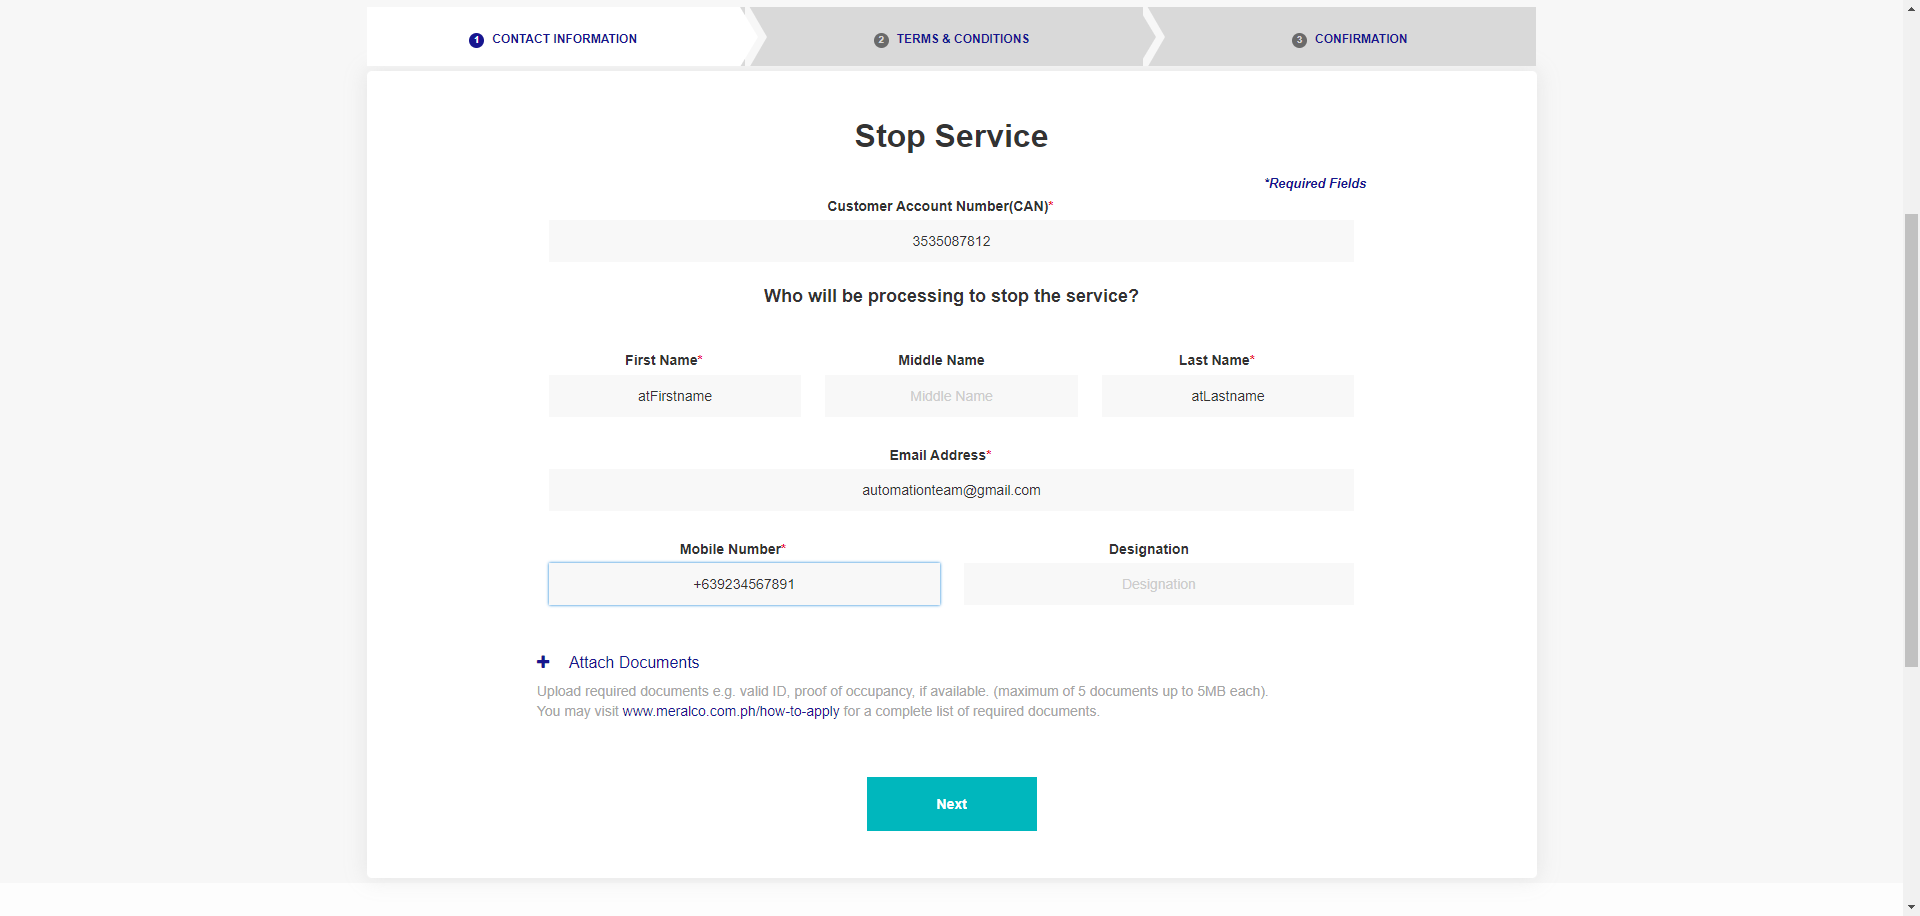 1 CONTACT INFORMATION
2 TERMS & CONDITIONS
3 CONFIRMATION
Stop Service
*Required Fields
Customer Account Number(CAN)*
3535087812
Who will be processing to stop the service?
First Name* Middle Name Last Name*
atFirstname Middle Name atLastname
Email Address*
automationteam@gmail.com
Mobile Number* Designation
+639234567891 Designation
+ Attach Documents
Upload required documents e.g. valid ID, proof of occupancy, if available. (maximum of 5 documents up to 5MB each).
You may visit www.meralco.com.ph/how-to-apply for a complete list of required documents.
Next